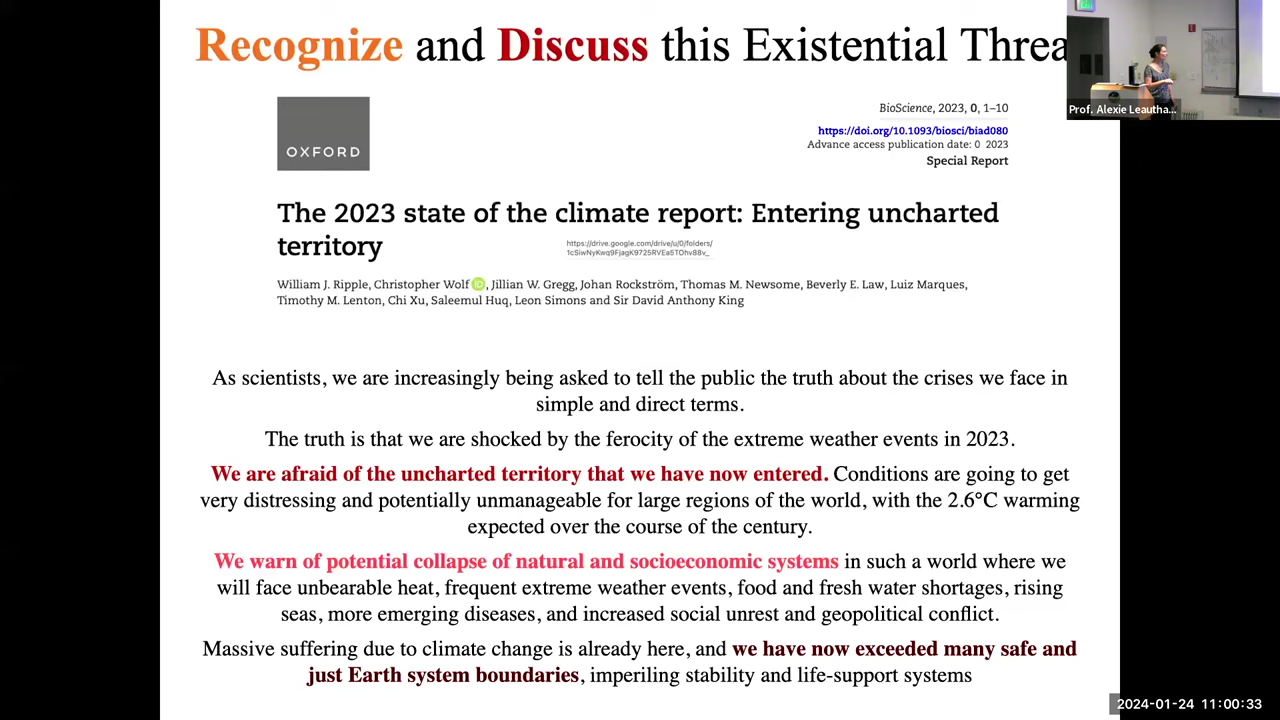 Recognize and Discuss this Existential Threa
Prof. Alexie Leautha...
OXFORD
BioScience, 2023, 0, 1–10
https://doi.org/10.1093/biosci/biad080
Advance access publication date: 0 2023
Special Report
The 2023 state of the climate report: Entering uncharted
territory
https://drive.google.com/drive/u/0/folders/
William J. Ripple, Christopher Wolf iD, Jillian W. Gregg, Johan Rockström, Thomas M. Newsome, Beverly E. Law, Luiz Marques,
Timothy M. Lenton, Chi Xu, Saleemul Huq, Leon Simons and Sir David Anthony King
As scientists, we are increasingly being asked to tell the public the truth about the crises we face in
simple and direct terms.
The truth is that we are shocked by the ferocity of the extreme weather events in 2023.
We are afraid of the uncharted territory that we have now entered. Conditions are going to get
very distressing and potentially unmanageable for large regions of the world, with the 2.6°C warming
expected over the course of the century.
We warn of potential collapse of natural and socioeconomic systems in such a world where we
will face unbearable heat, frequent extreme weather events, food and fresh water shortages, rising
seas, more emerging diseases, and increased social unrest and geopolitical conflict.
Massive suffering due to climate change is already here, and we have now exceeded many safe and
just Earth system boundaries, imperiling stability and life-support systems
2024-01-24 11:00:33